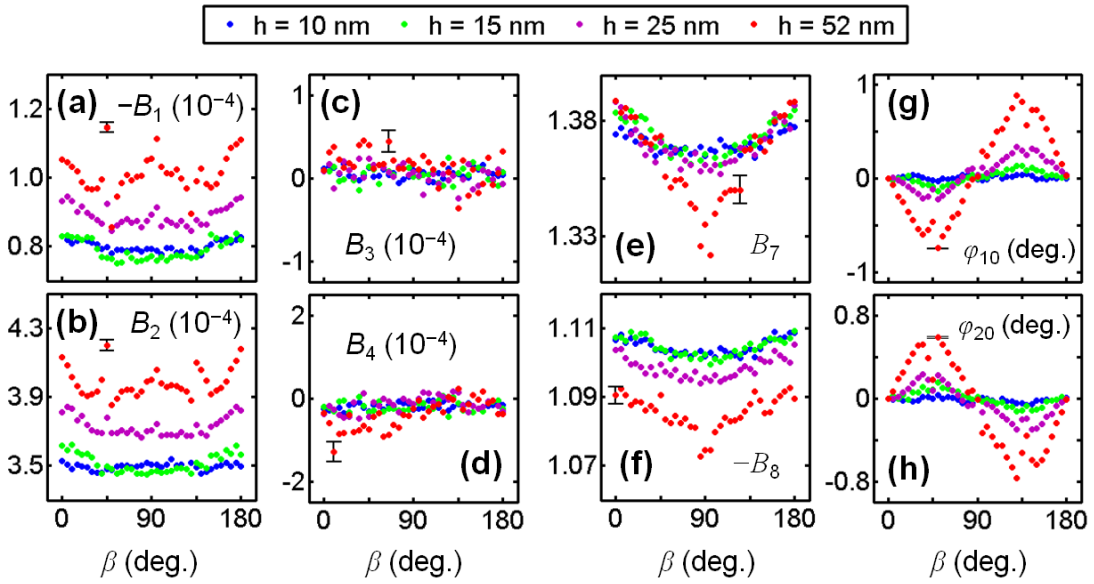 h = 10 nm h = 15 nm h = 25 nm h = 52 nm
(a) −B₁ (10⁻⁴)
1.2
1.0
0.8
(b) B₂ (10⁻⁴)
4.3
3.9
3.5
0 90 180
β (deg.)
(c)
1
0
-1
B₃ (10⁻⁴)
2
0
-2
B₄ (10⁻⁴)
(d)
0 90 180
β (deg.)
1.38
1.33
(e) B₇
1.11
1.09
1.07
(f) −B₈
0 90 180
β (deg.)
(g)
1
0
-1
φ₁₀ (deg.)
0.8
0
-0.8
φ₂₀ (deg.)
(h)
0 90 180
β (deg.)